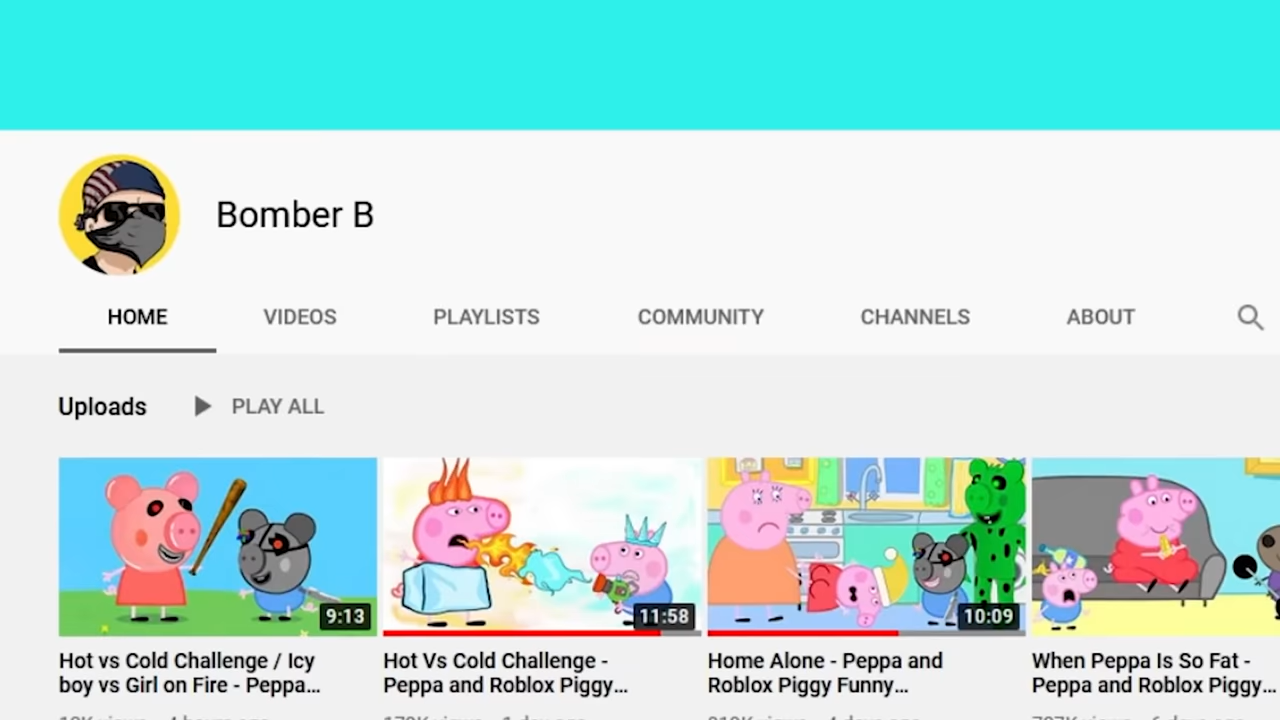 Bomber B
HOME VIDEOS PLAYLISTS COMMUNITY CHANNELS ABOUT
Uploads PLAY ALL
9:13 11:58 10:09
Hot vs Cold Challenge / Icy
boy vs Girl on Fire - Peppa...
Hot Vs Cold Challenge -
Peppa and Roblox Piggy...
Home Alone - Peppa and
Roblox Piggy Funny...
When Peppa Is So Fat -
Peppa and Roblox Piggy...